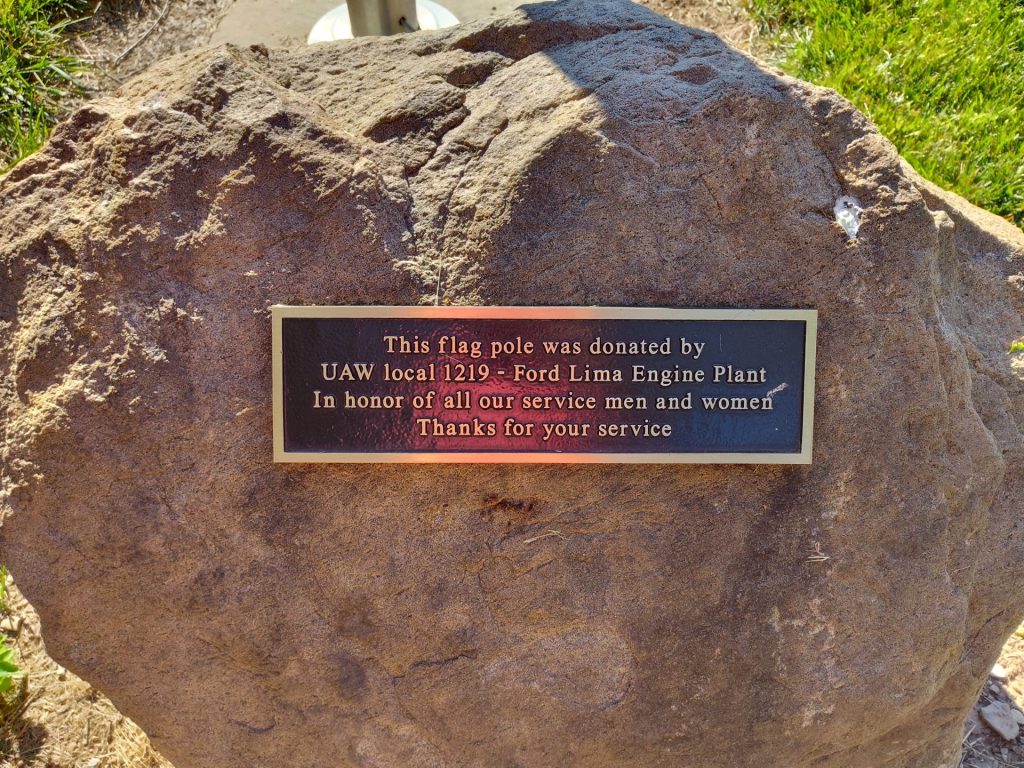 This flag pole was donated by
UAW local 1219 - Ford Lima Engine Plant
In honor of all our service men and women
Thanks for your service